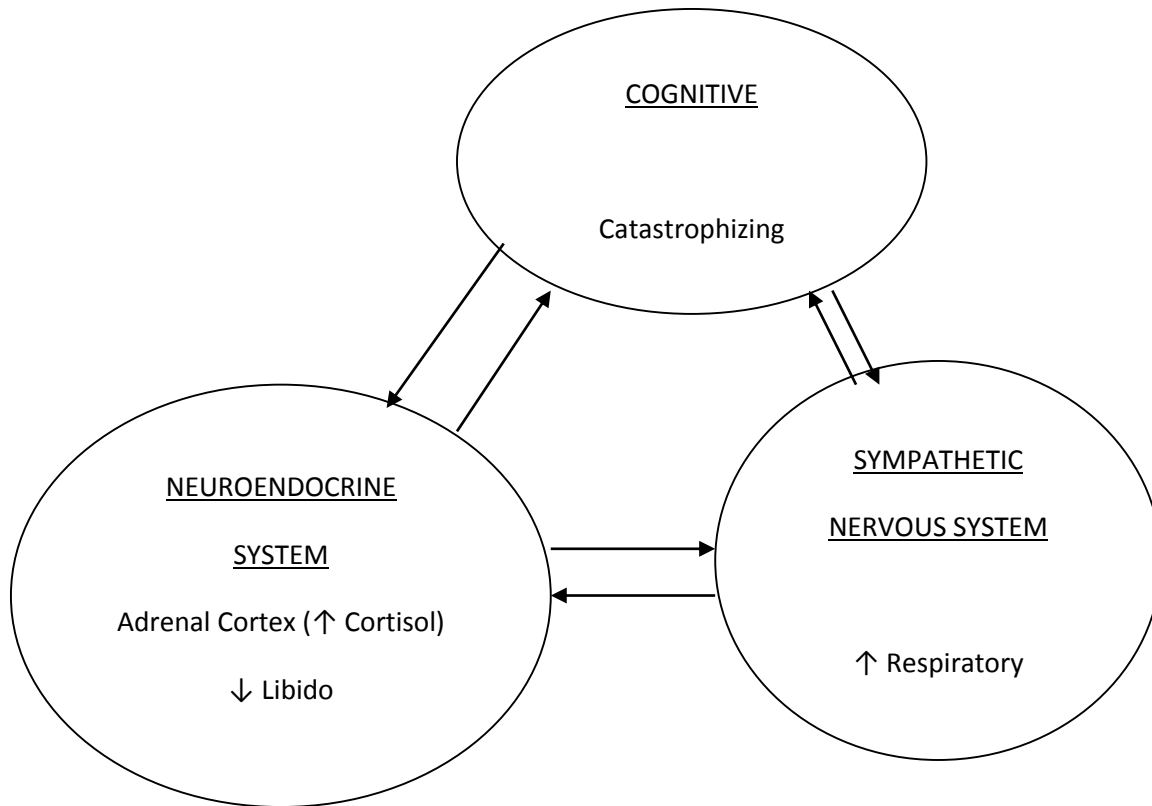 COGNITIVE
Catastrophizing
NEUROENDOCRINE
SYSTEM
Adrenal Cortex (↑ Cortisol)
↓ Libido
SYMPATHETIC
NERVOUS SYSTEM
↑ Respiratory